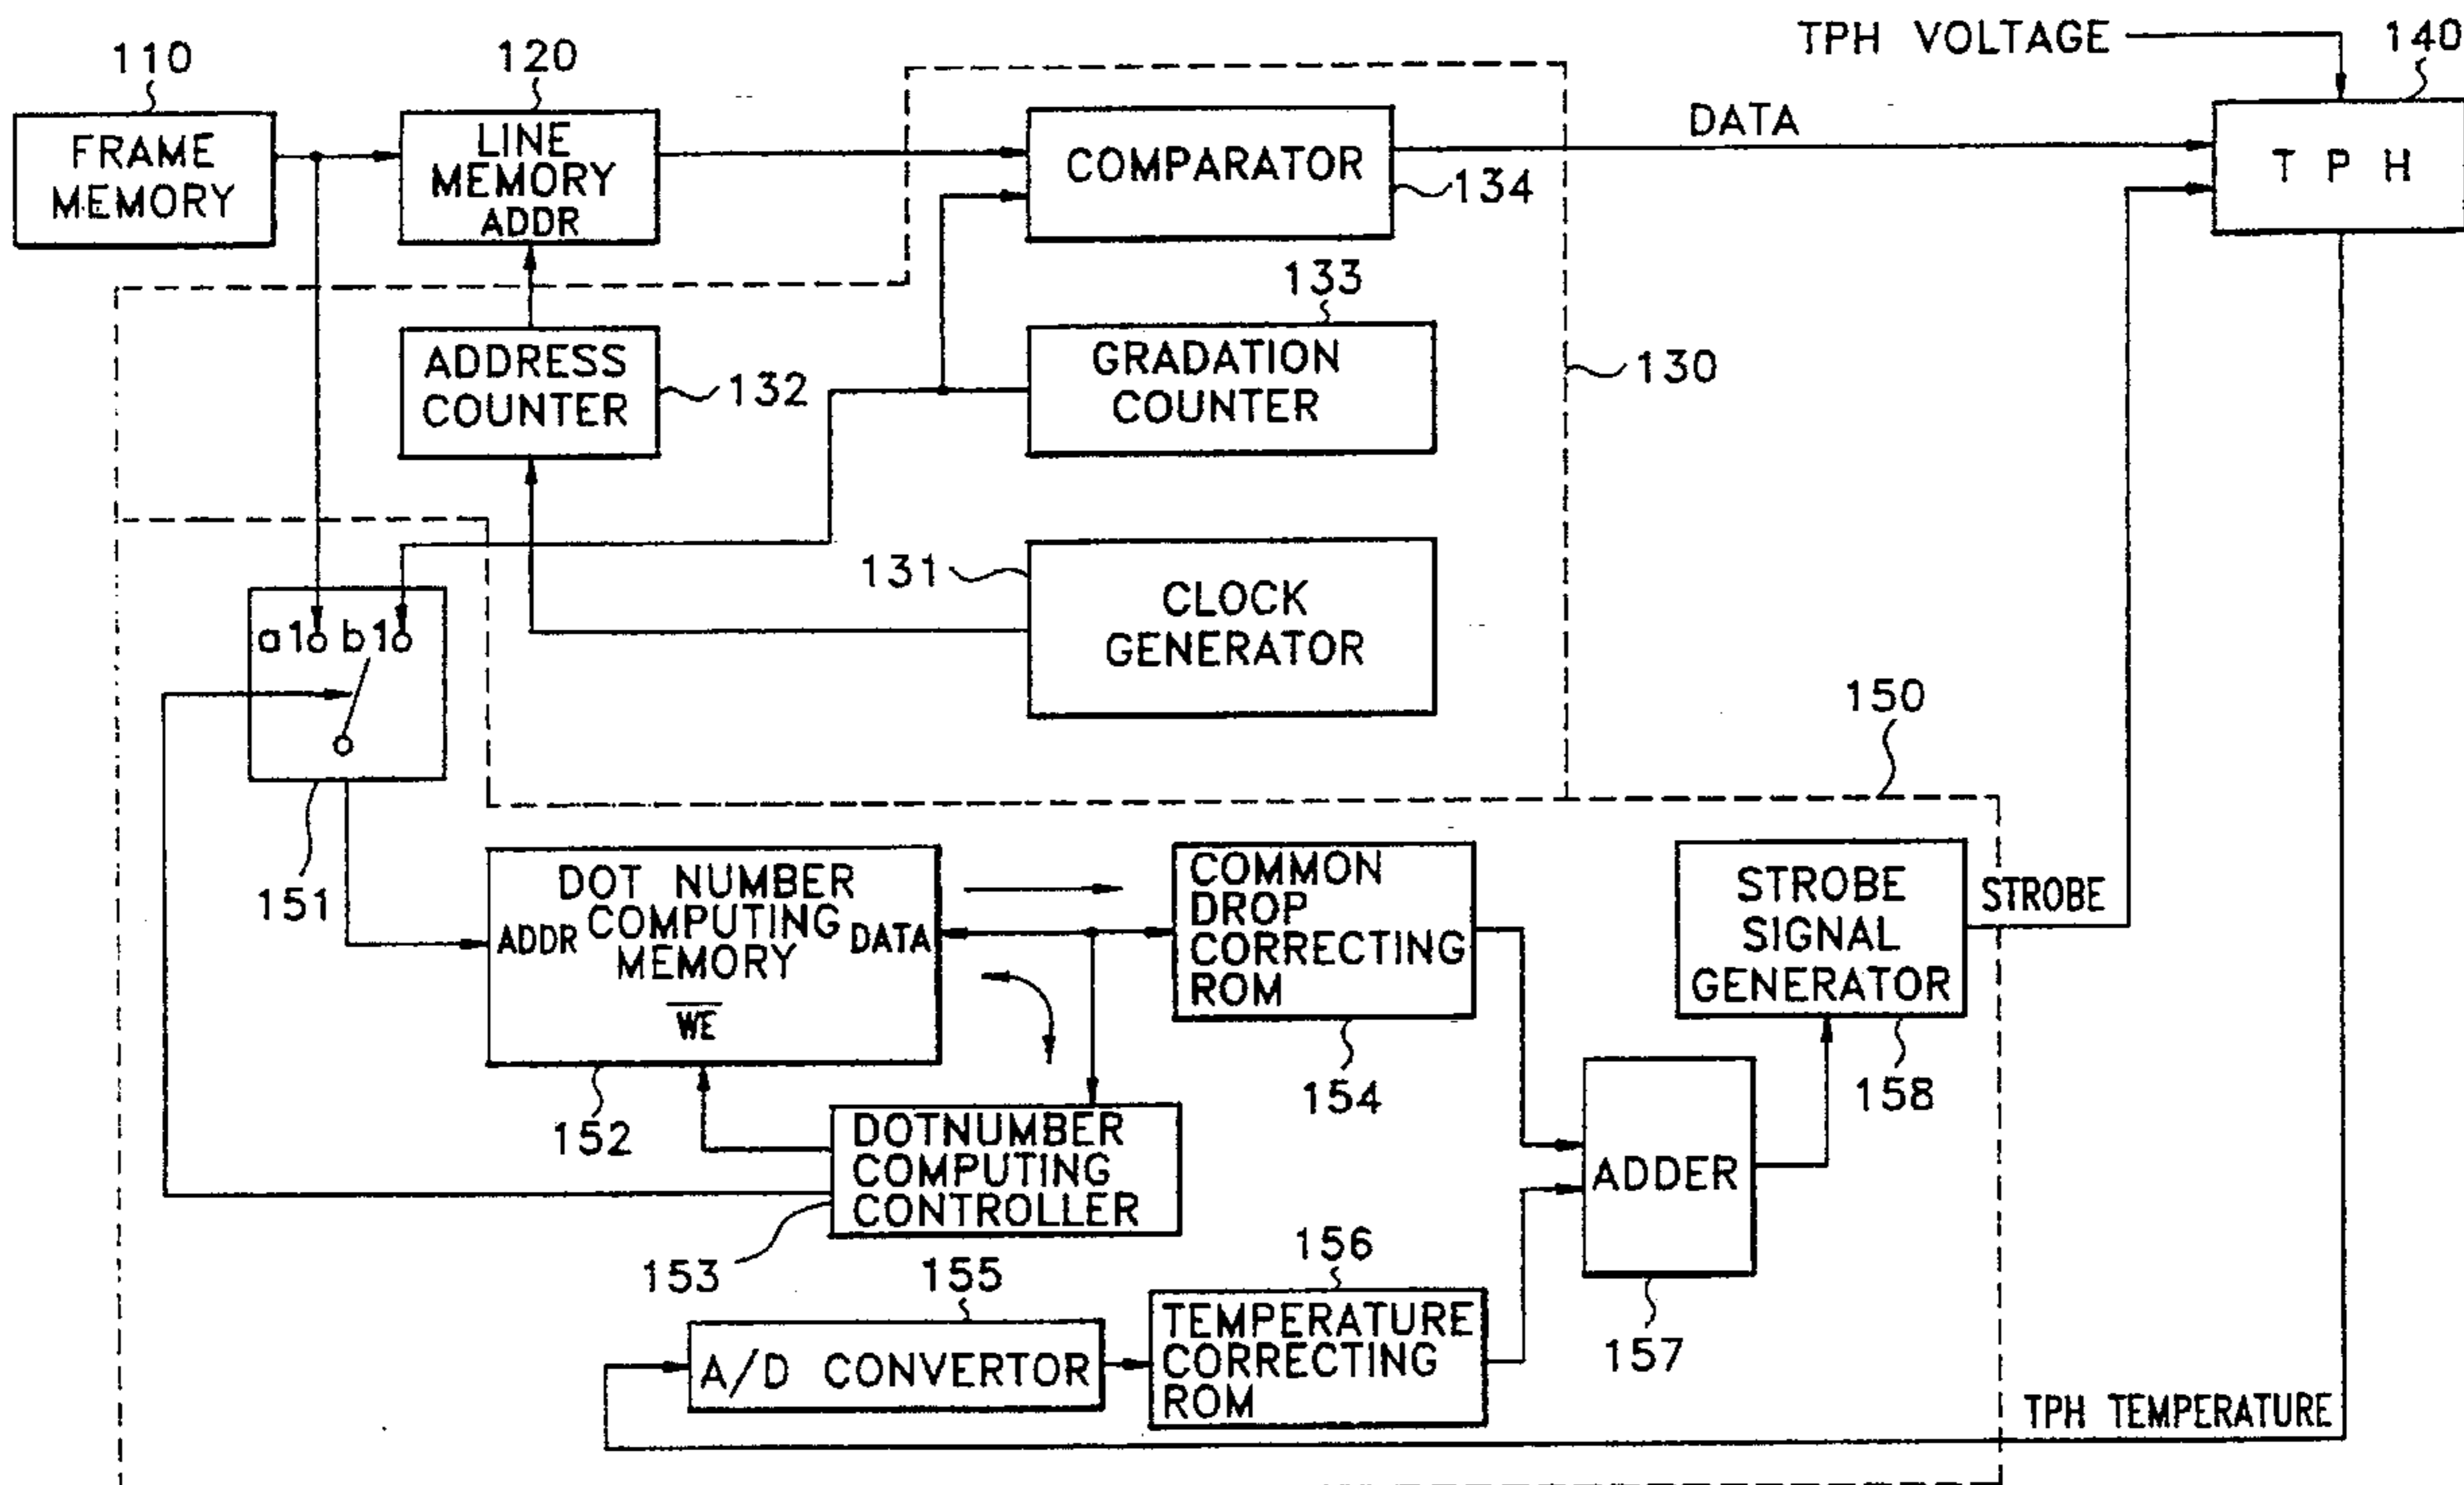 TPH VOLTAGE
140
110
120
FRAME
MEMORY
LINE
MEMORY
ADDR
COMPARATOR
134
DATA
T P H
133
ADDRESS
COUNTER
132
GRADATION
COUNTER
130
131
CLOCK
GENERATOR
a1 b1
151
150
DOT NUMBER
COMPUTING
MEMORY
ADDR
DATA
WE
152
COMMON
DROP
CORRECTING
ROM
154
STROBE
SIGNAL
GENERATOR
158
STROBE
DOTNUMBER
COMPUTING
CONTROLLER
153
ADDER
157
155
A/D CONVERTOR
156
TEMPERATURE
CORRECTING
ROM
TPH TEMPERATURE